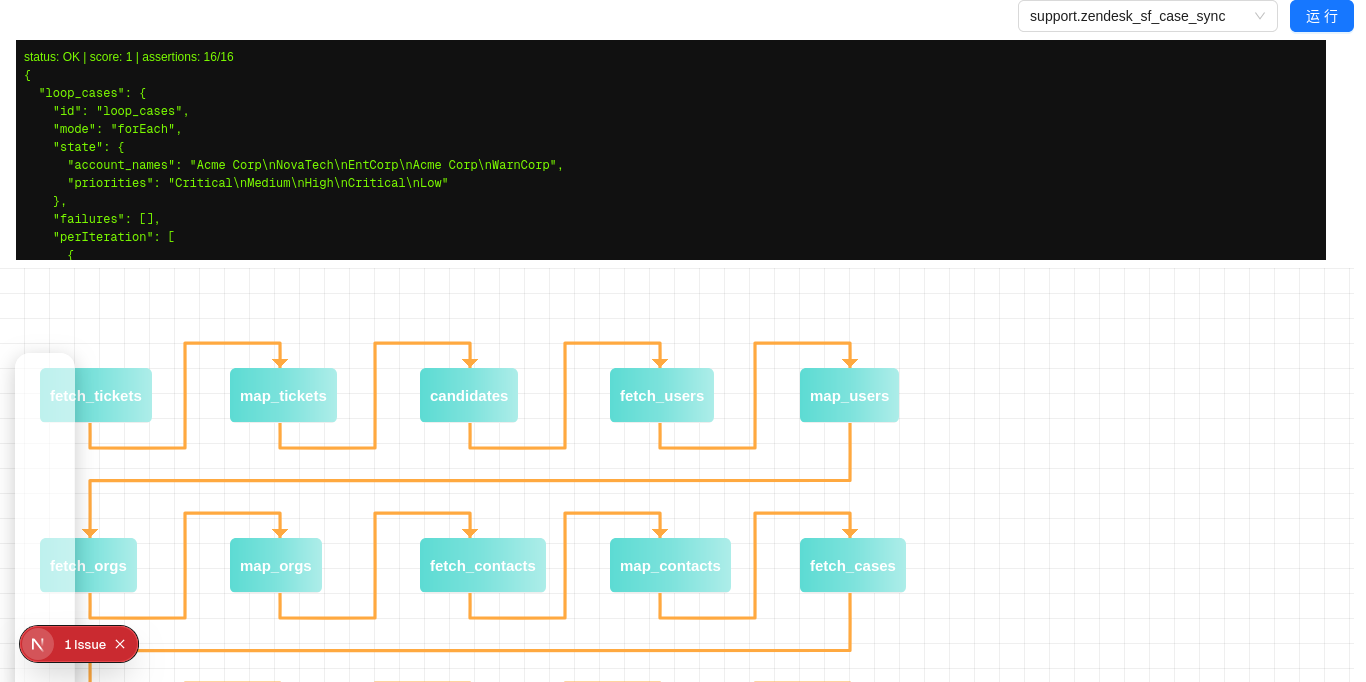 support.zendesk_sf_case_sync
运 行
status: OK | score: 1 | assertions: 16/16
{
  "loop_cases": {
    "id": "loop_cases",
    "mode": "forEach",
    "state": {
      "account_names": "Acme Corp\nNovaTech\nEntCorp\nAcme Corp\nWarnCorp",
      "priorities": "Critical\nMedium\nHigh\nCritical\nLow"
    },
    "failures": [],
    "perIteration": [
      {
fetch_tickets
map_tickets
candidates
fetch_users
map_users
fetch_orgs
map_orgs
fetch_contacts
map_contacts
fetch_cases
N
1 Issue